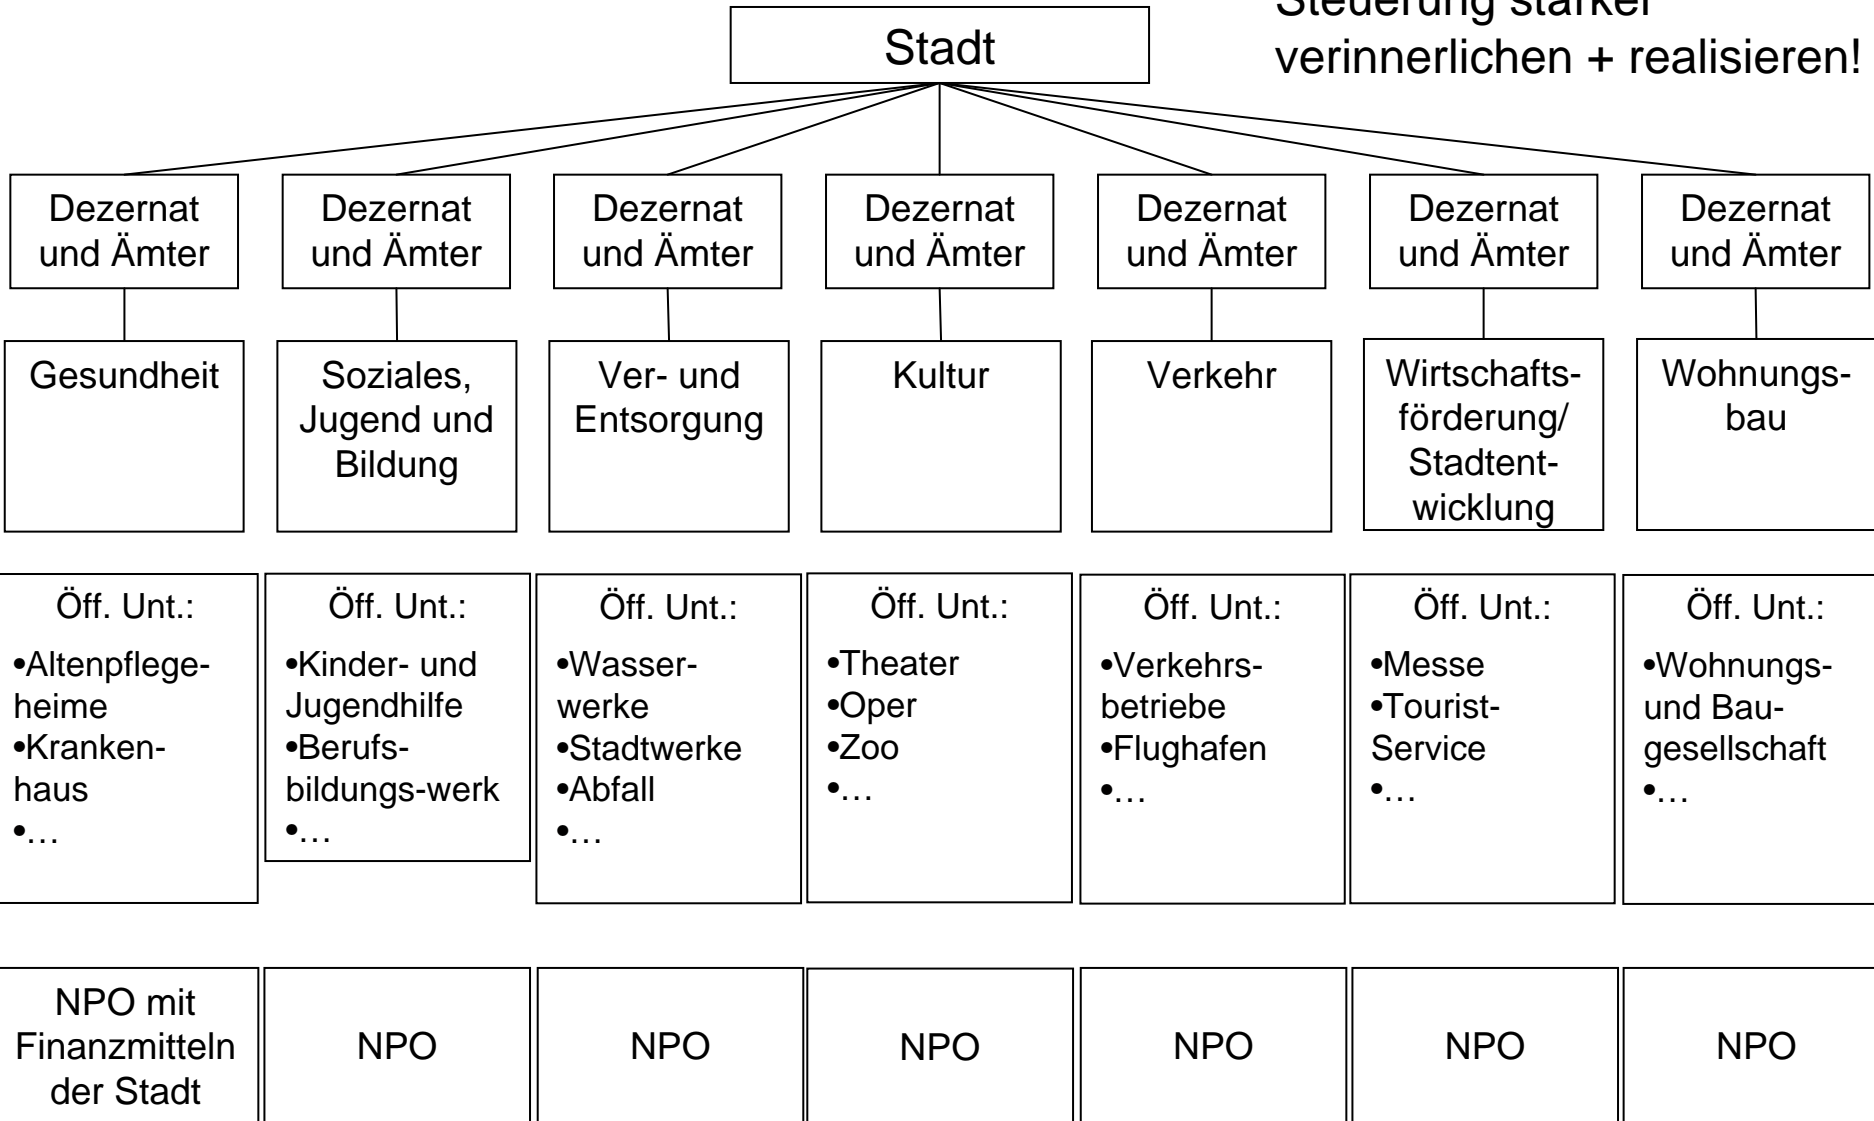 Steuerung stärker
verinnerlichen + realisieren!
Stadt
Dezernat
und Ämter
Dezernat
und Ämter
Dezernat
und Ämter
Dezernat
und Ämter
Dezernat
und Ämter
Dezernat
und Ämter
Dezernat
und Ämter
Gesundheit
Soziales,
Jugend und
Bildung
Ver- und
Entsorgung
Kultur
Verkehr
Wirtschafts-
förderung/
Stadtent-
wicklung
Wohnungs-
bau
Öff. Unt.:
•Altenpflege-
heime
•Kranken-
haus
•…
Öff. Unt.:
•Kinder- und
Jugendhilfe
•Berufs-
bildungs-werk
•…
Öff. Unt.:
•Wasser-
werke
•Stadtwerke
•Abfall
•…
Öff. Unt.:
•Theater
•Oper
•Zoo
•…
Öff. Unt.:
•Verkehrs-
betriebe
•Flughafen
•…
Öff. Unt.:
•Messe
•Tourist-
Service
•…
Öff. Unt.:
•Wohnungs-
und Bau-
gesellschaft
•…
NPO mit
Finanzmitteln
der Stadt
NPO
NPO
NPO
NPO
NPO
NPO